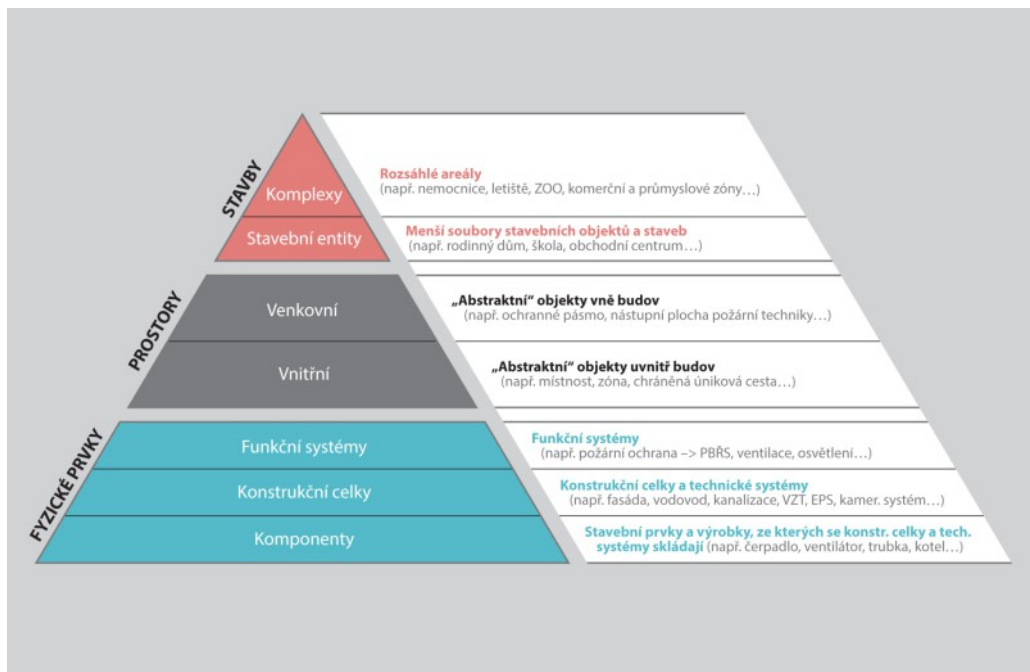 STAVBY
Komplexy
Rozsáhlé areály
(např. nemocnice, letiště, ZOO, komerční a průmyslové zóny…)
Stavební entity
Menší soubory stavebních objektů a staveb
(např. rodinný dům, škola, obchodní centrum…)
PROSTORY
Venkovní
„Abstraktní“ objekty vně budov
(např. ochranné pásmo, nástupní plocha požární techniky…)
Vnitřní
„Abstraktní“ objekty uvnitř budov
(např. místnost, zóna, chráněná úniková cesta…)
FYZICKÉ PRVKY
Funkční systémy
Funkční systémy
(např. požární ochrana –> PBŘS, ventilace, osvětlení…)
Konstrukční celky
Konstrukční celky a technické systémy
(např. fasáda, vodovod, kanalizace, VZT, EPS, kamer. systém…)
Komponenty
Stavební prvky a výrobky, ze kterých se konstr. celky a tech.
systémy skládají (např. čerpadlo, ventilátor, trubka, kotel…)